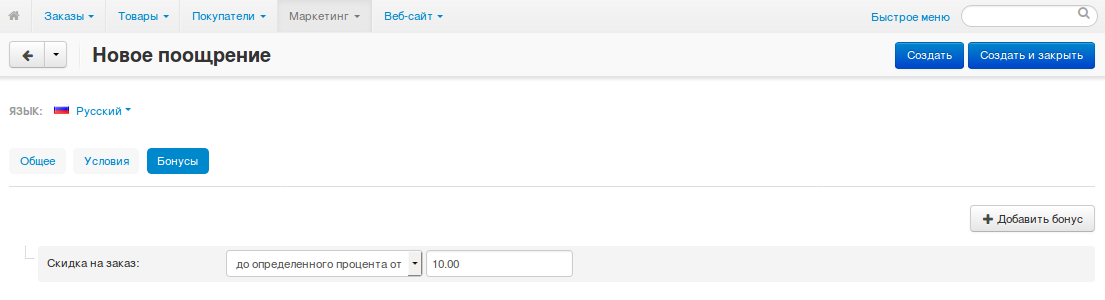 Заказы Товары Покупатели Маркетинг Веб-сайт Быстрое меню
Новое поощрение Создать Создать и закрыть
ЯЗЫК: Русский
Общее Условия Бонусы
Добавить бонус
Скидка на заказ: до определенного процента от 10.00